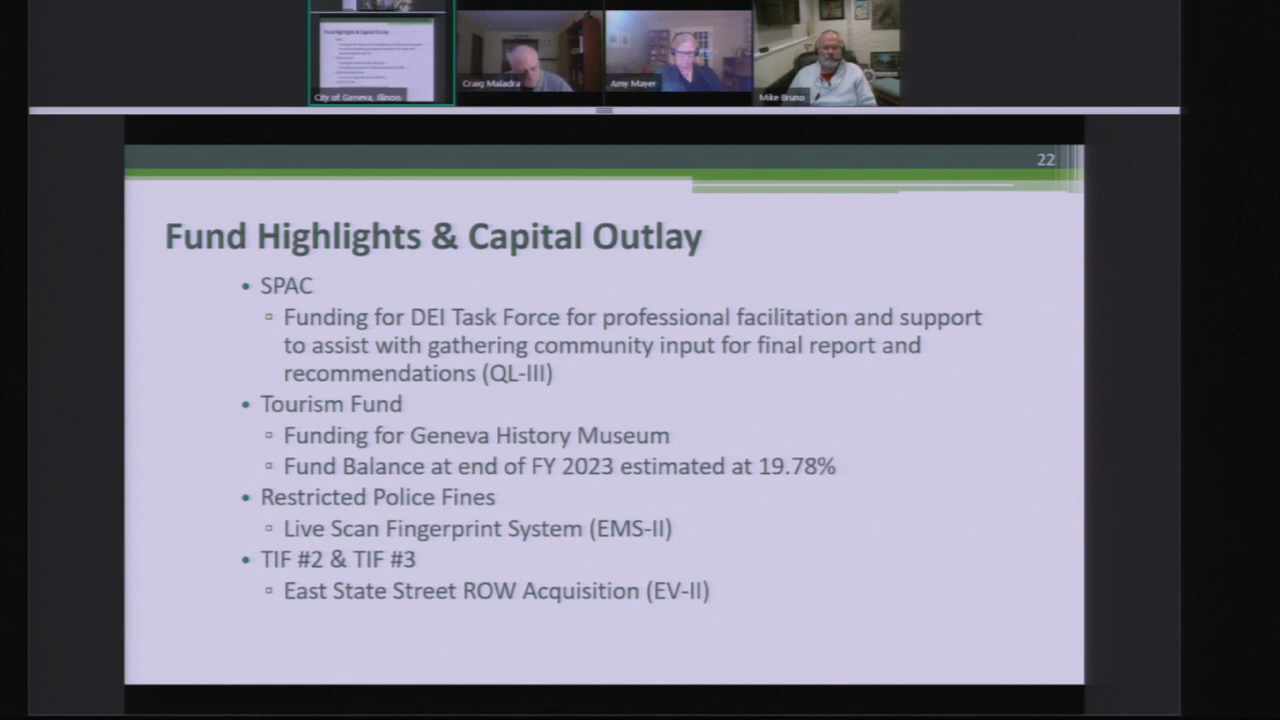 City of Geneva, Illinois
Craig Maladra
Amy Mayer
Mike Bruno
22
Fund Highlights & Capital Outlay
• SPAC
▫ Funding for DEI Task Force for professional facilitation and support
to assist with gathering community input for final report and
recommendations (QL-III)
• Tourism Fund
▫ Funding for Geneva History Museum
▫ Fund Balance at end of FY 2023 estimated at 19.78%
• Restricted Police Fines
▫ Live Scan Fingerprint System (EMS-II)
• TIF #2 & TIF #3
▫ East State Street ROW Acquisition (EV-II)